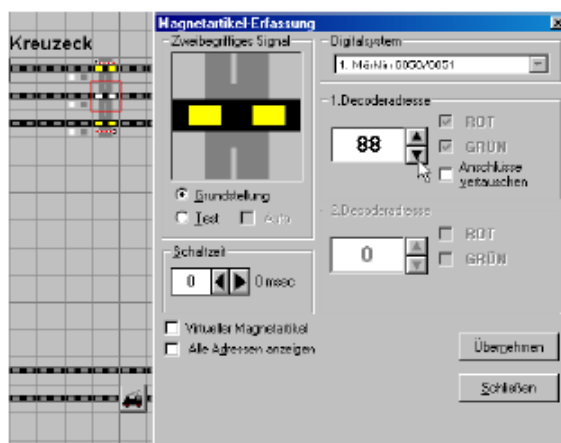 Kreuzeck
Magnetartikel-Erfassung
Zweibegriffiges Signal
Grundstellung
Test
Auto
Schaltzeit
0
0 msec
Virtueller Magnetartikel
Alle Adressen anzeigen
Digitalsystem
1. Märklin 6050/6051
1.Decoderadresse
88
ROT
GRÜN
Anschlüsse
vertauschen
2.Decoderadresse
0
ROT
GRÜN
Übernehmen
Schließen